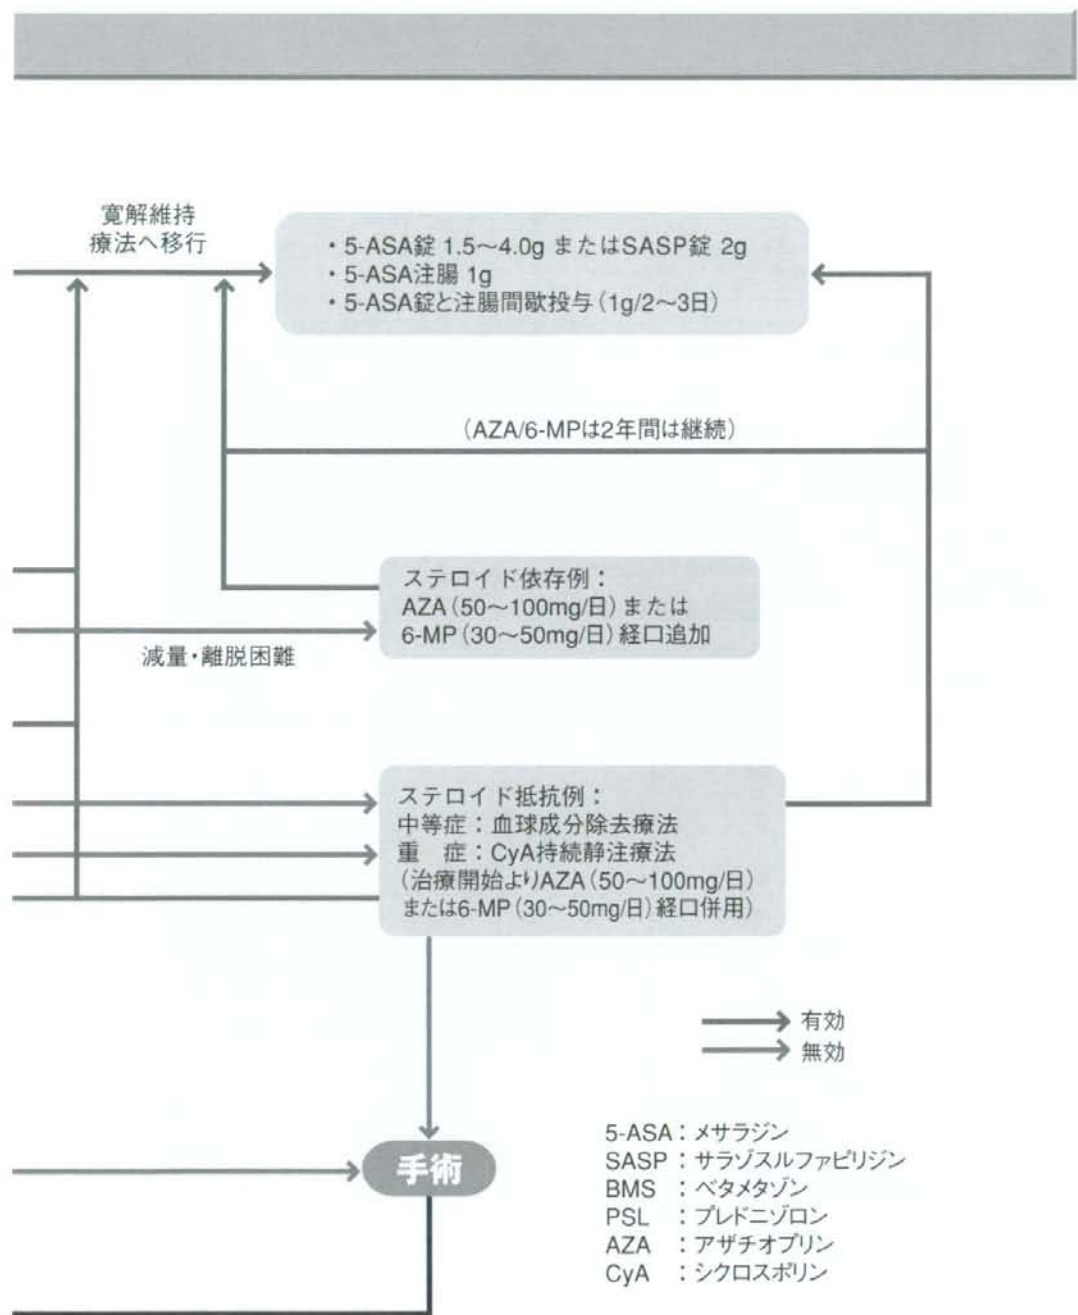 寛解維持
療法へ移行
・5-ASA錠 1.5〜4.0g またはSASP錠 2g
・5-ASA注腸 1g
・5-ASA錠と注腸間歇投与（1g/2〜3日）
（AZA/6-MPは2年間は継続）
ステロイド依存例：
AZA（50〜100mg/日）または
6-MP（30〜50mg/日）経口追加
減量・離脱困難
ステロイド抵抗例：
中等症：血球成分除去療法
重　症：CyA持続静注療法
（治療開始よりAZA（50〜100mg/日）
または6-MP（30〜50mg/日）経口併用）
有効
無効
手術
5-ASA：メサラジン
SASP：サラゾスルファピリジン
BMS：ベタメタゾン
PSL：プレドニゾロン
AZA：アザチオプリン
CyA：シクロスポリン